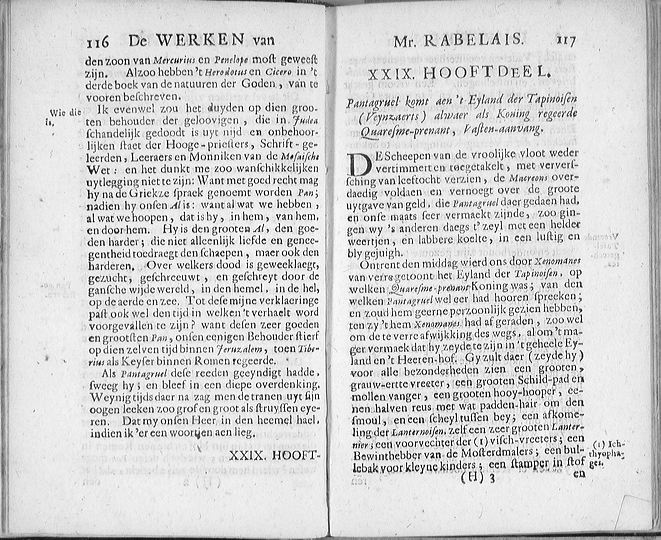 116 De WERKEN van
den zoon van Mercurius en Penelope most geweest
zijn. Alzoo hebben 't Herodotus en Cicero in 't
derde boek van de natuuren der Goden, van te
vooren beschreven.
Wie die is.
Ik evenwel zou het duyden op dien groo-
ten behouder der geloovigen, die in Judea
schandelijk gedoodt is uyt nijd en onbehoor-
lijken staet der Hooge-priesters, Schrift-ge-
leerden, Leeraers en Monniken van de Mosaische
Wet: en het dunkt me zoo wanschikkelijken
uytlegging niet te zijn: Want met goed recht mag
hy na de Griekze spraek genoemt worden Pan;
nadien hy onsen Al is: want al wat we hebben,
al wat we hoopen, dat is hy, in hem, van hem,
en door hem. Hy is den grooten Al, den goe-
den harder; die niet alleenlijk liefde en genee-
gentheid toedraegt den schaepen, maer ook den
harderen. Over welkers dood is geweeklaegt,
gezucht, geschreeuwt, en geschreyt door de
gansche wijde wereld, in den hemel, in de hel,
op de aerde en zee. Tot dese mijne verklaeringe
past ook wel den tijd in welken 't verhaelt word
voorgevallen te zijn? want desen zeer goeden
en grootsten Pan, onsen eenigen Behouder stierf
op dien zelven tijd binnen Jeruzalem, toen Tibe-
rius als Keyser binnen Romen regeerde.
Als Pantagruel dese reeden geeyndigt hadde,
sweeg hy; en bleef in een diepe overdenking.
Weynig tijds daer na zag men de tranen uyt sijn
oogen leeken zoo grof en groot als struyssen eye-
ren. Dat my onsen Heer in den heemel hael,
indien ik 'er een woortjen aen lieg.
XXIX. HOOFT-
Mr. RABELAIS. 117
XXIX. HOOFTDEEL.
Pantagruel komt aen 't Eyland der Tapinoisen
(Veynzaerts) alwaer als Koning regeerde
Quaresme-prenant, Vasten-aanvang.
DE Scheepen van de vroolijke vloot weder
vertimmert en toegetakelt, met ververs-
sching van leeftocht verzien, de Macreons over-
daedig voldaen en vernoegt over de groote
uytgave van geld, die Pantagruel daer gedaen had,
en onse maats seer vermaekt zijnde, zoo gin-
gen wy 's anderen daegs t'zeyl met een helder
weertjen, en labbere koelte, in een lustig en
bly gejuigh.
Ontrent den middag wierd ons door Xenomanes
van verre getoont het Eyland der Tapinoisen, op
welken Quaresme-prenant Koning was; van den
welken Pantagruel wel eer had hooren spreeken;
en zoud hem geerne perzoonlijk gezien hebben,
ten zy 't hem Xenomanes had af geraden, zoo wel
om de te verre afwijkking des wegs, al om 't ma-
ger vermaek dat hy zeyde te zijn in 't geheele Ey-
land en 't Heeren-hof. Gy zult daer (zeyde hy)
voor alle bezonderheden zien een grooten,
grauw-ertte vreeter, een grooten Schild-pad en
mollen vanger, een grooten hooy-hooper, ee-
nen halven reus met wat padden-hair om den
smoul, en een scheyl tussen bey; een afkome-
ling der Lanternoisen, zelf een zeer grooten Lanter-
nier; een voorvechter der (1) visch-vreeters; een
Bewinthebber van de Mosterdmalers; een bul-
lebak voor kleyne kinders; een stamper in stof
(1) Ich-
thyopha-
ges.
(H) 3 en